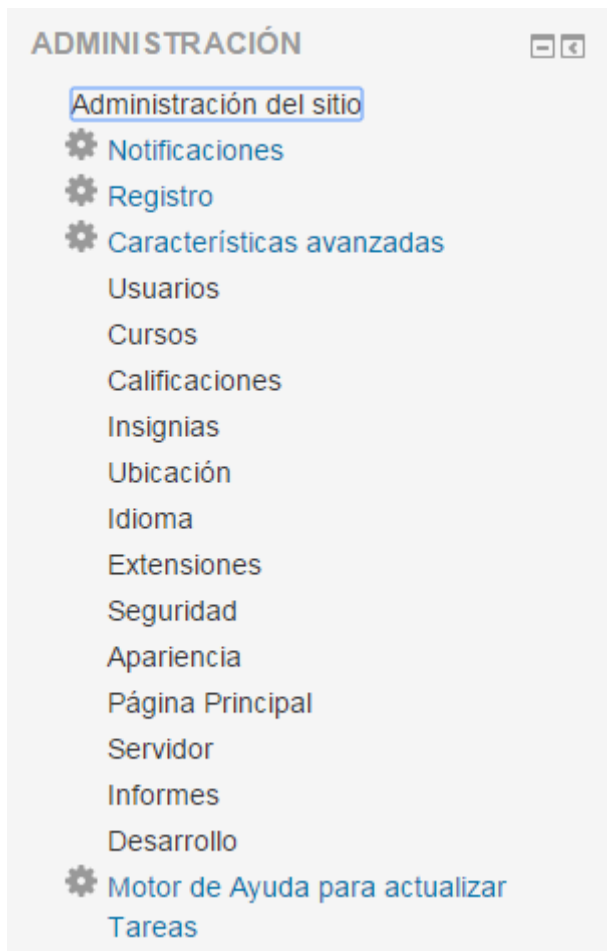 ADMINISTRACIÓN
Administración del sitio
Notificaciones
Registro
Características avanzadas
Usuarios
Cursos
Calificaciones
Insignias
Ubicación
Idioma
Extensiones
Seguridad
Apariencia
Página Principal
Servidor
Informes
Desarrollo
Motor de Ayuda para actualizar
Tareas